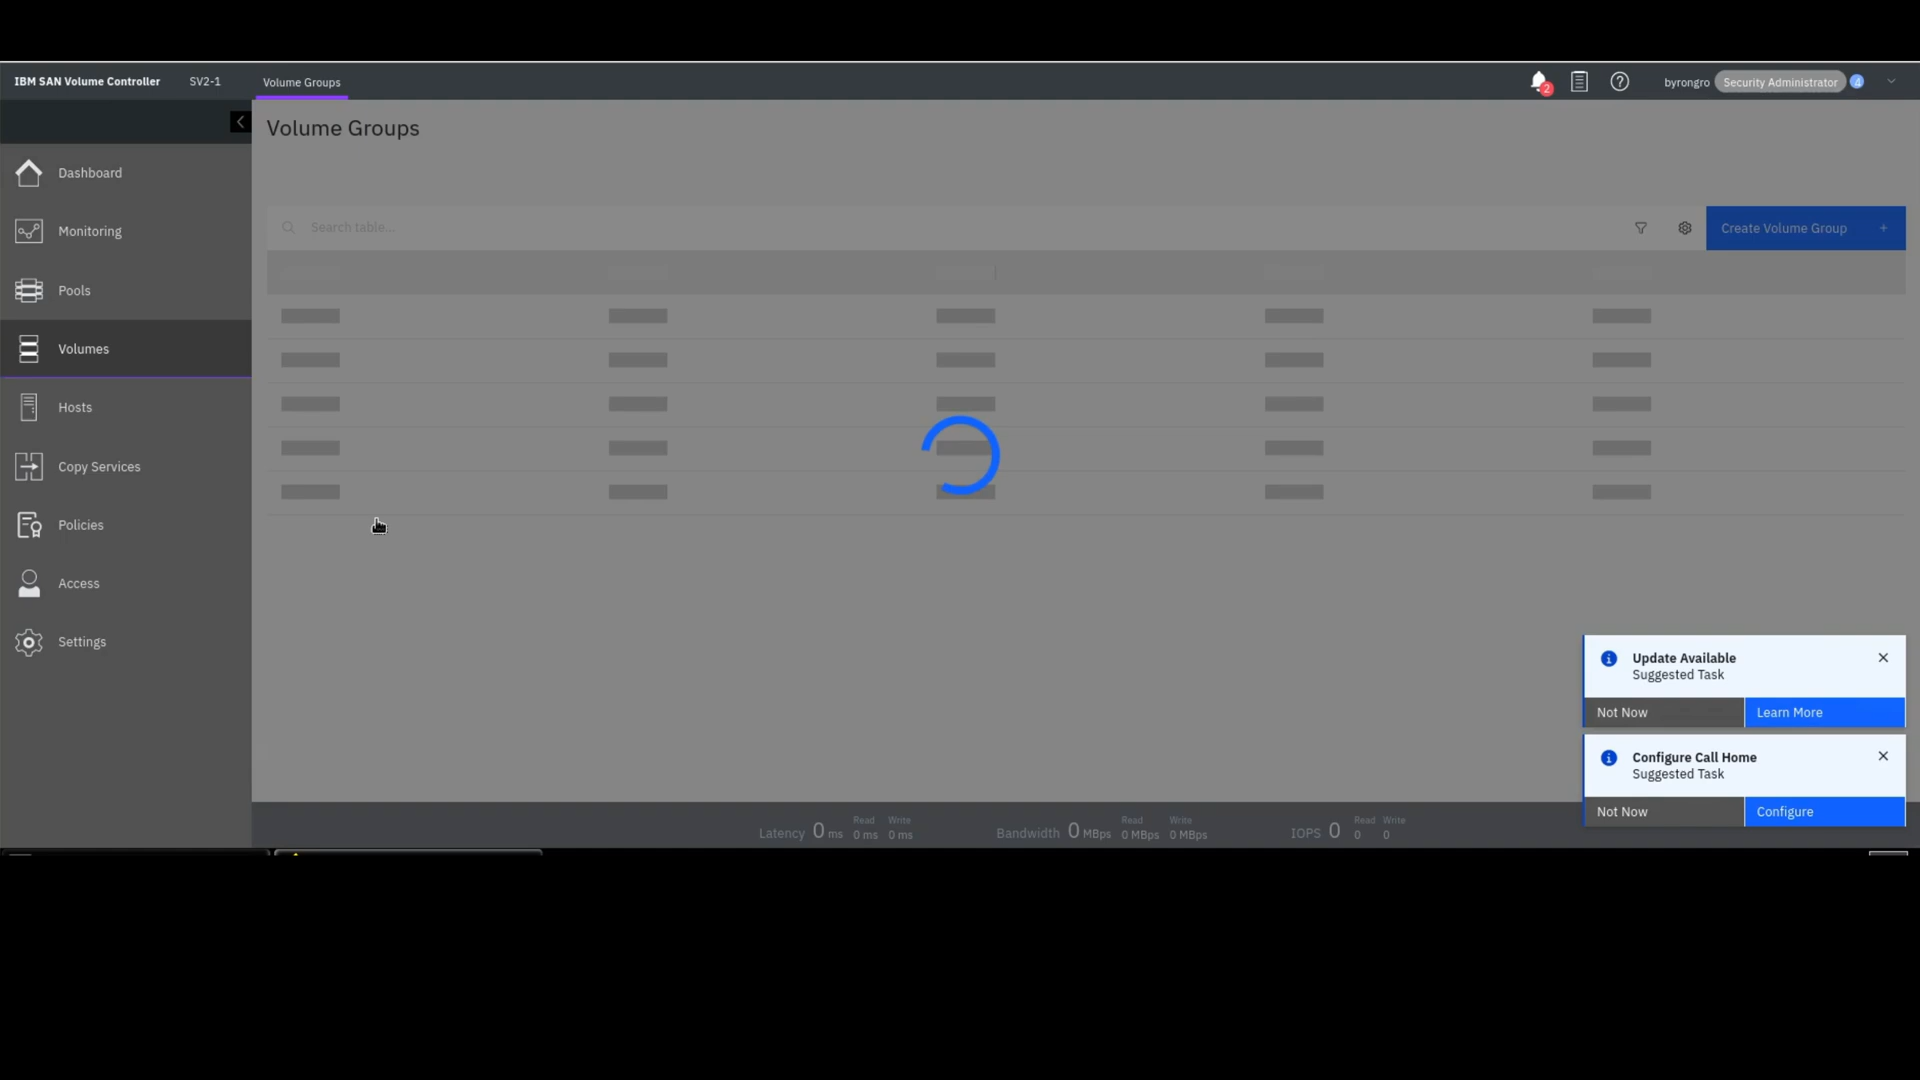 IBM SAN Volume Controller SV2-1 Volume Groups 2 byrongro Security Administrator 4
Volume Groups
Dashboard
Monitoring
Pools
Volumes
Hosts
Copy Services
Policies
Access
Settings
Search table...
Create Volume Group +
Update Available
Suggested Task
Not Now Learn More
Configure Call Home
Suggested Task
Not Now Configure
Latency 0 ms Read 0 ms Write 0 ms Bandwidth 0 MBps Read 0 MBps Write 0 MBps IOPS 0 Read 0 Write 0